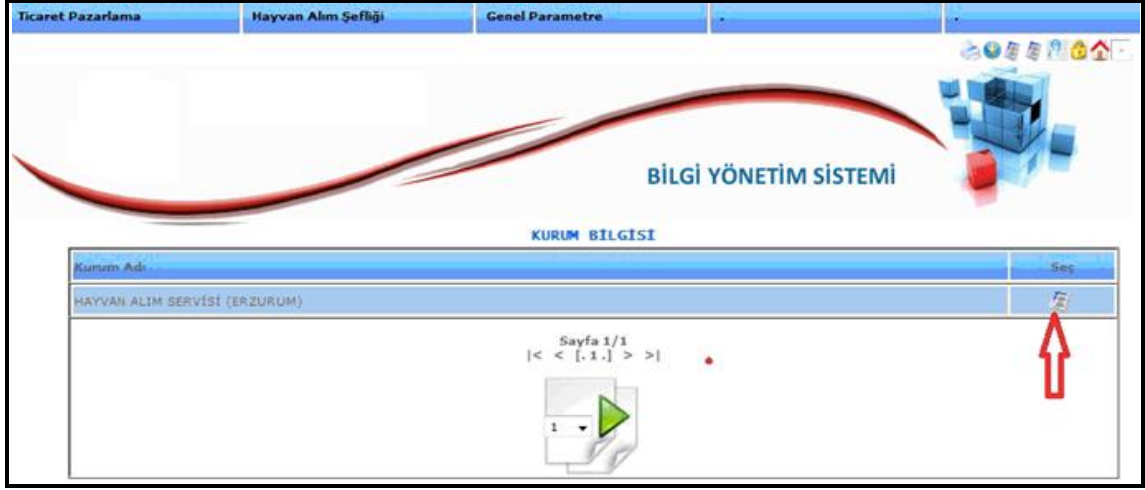 Ticaret Pazarlama Hayvan Alım Şefliği Genel Parametre . .
BİLGİ YÖNETİM SİSTEMİ
KURUM BİLGİSİ
Kurum Adı Seç
HAYVAN ALIM SERVİSİ (ERZURUM)
Sayfa 1/1
|< < [.1.] > >|
1